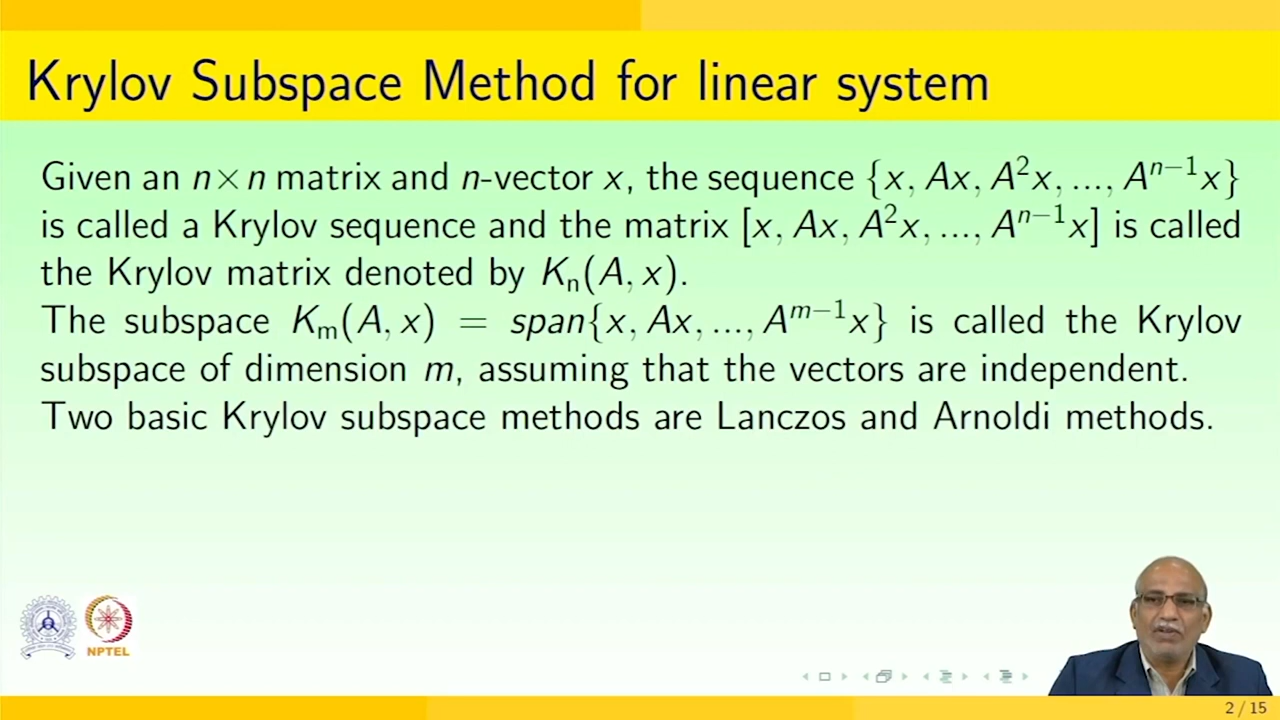 Krylov Subspace Method for linear system
Given an n×n matrix and n-vector x, the sequence {x, Ax, A²x, ..., Aⁿ⁻¹x}
is called a Krylov sequence and the matrix [x, Ax, A²x, ..., Aⁿ⁻¹x] is called
the Krylov matrix denoted by Kₙ(A, x).
The subspace Kₘ(A, x) = span{x, Ax, ..., Aᵐ⁻¹x} is called the Krylov
subspace of dimension m, assuming that the vectors are independent.
Two basic Krylov subspace methods are Lanczos and Arnoldi methods.
NPTEL
2 / 15